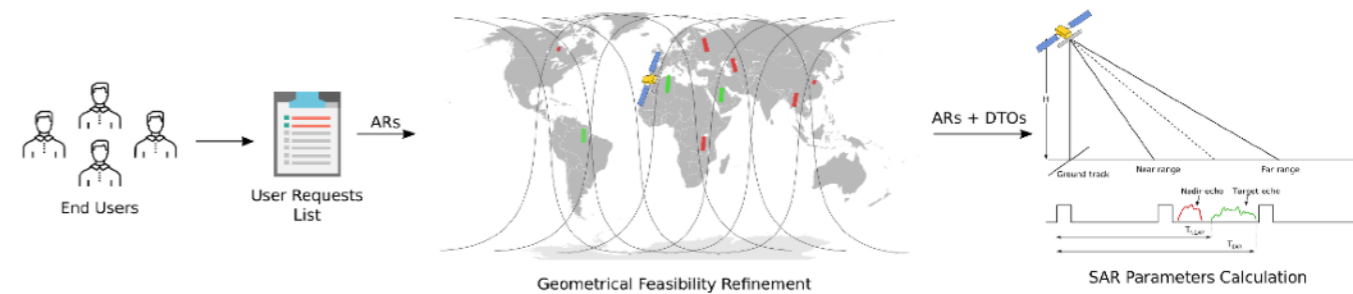 End Users
User Requests
List
ARs
Geometrical Feasibility Refinement
ARs + DTOs
H
Ground track
Near range
Far range
Nadir echo
Target echo
SAR Parameters Calculation